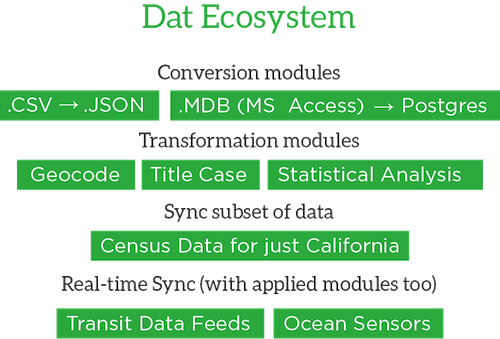 Dat Ecosystem
Conversion modules
.CSV → .JSON .MDB (MS Access) → Postgres
Transformation modules
Geocode Title Case Statistical Analysis
Sync subset of data
Census Data for just California
Real-time Sync (with applied modules too)
Transit Data Feeds Ocean Sensors